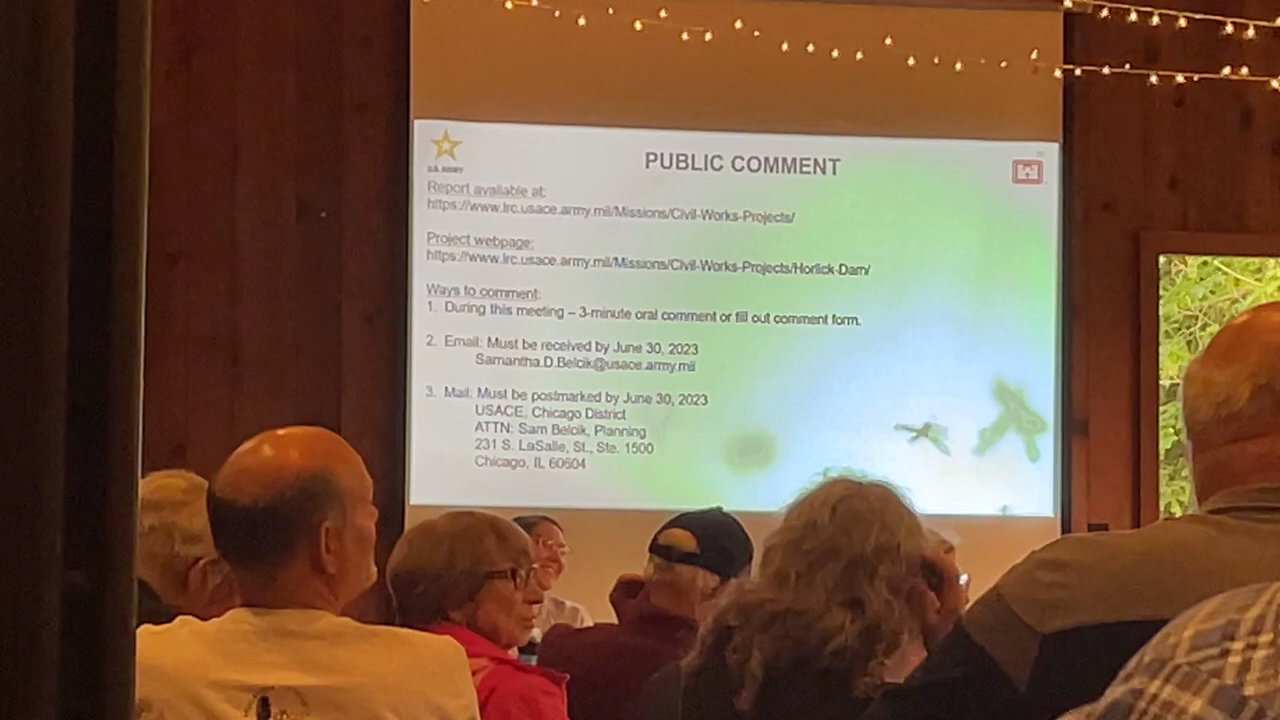 U.S. ARMY
PUBLIC COMMENT
Report available at:
https://www.lrc.usace.army.mil/Missions/Civil-Works-Projects/
Project webpage:
https://www.lrc.usace.army.mil/Missions/Civil-Works-Projects/Horlick-Dam/
Ways to comment:
1. During this meeting – 3-minute oral comment or fill out comment form.
2. Email: Must be received by June 30, 2023
Samantha.D.Belcik@usace.army.mil
3. Mail: Must be postmarked by June 30, 2023
USACE, Chicago District
ATTN: Sam Belcik, Planning
231 S. LaSalle, St., Ste. 1500
Chicago, IL 60604